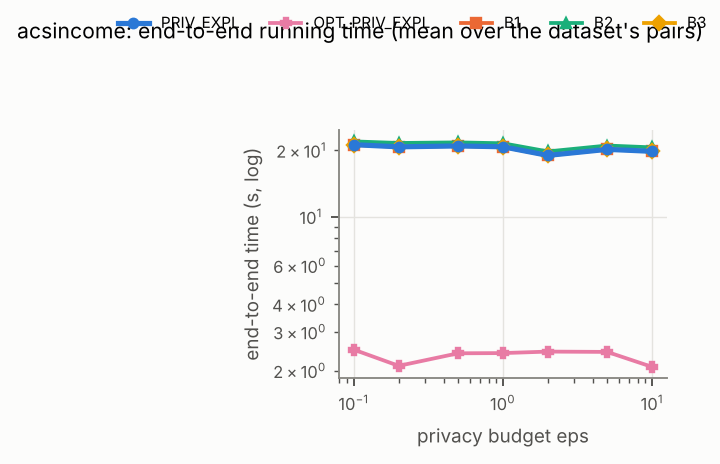 PRIV_EXPL OPT_PRIV_EXPL B1 B2 B3
acsincome: end-to-end running time (mean over the dataset's pairs)
end-to-end time (s, log)
2 × 10¹
10¹
6 × 10⁰
4 × 10⁰
3 × 10⁰
2 × 10⁰
10⁻¹ 10⁰ 10¹
privacy budget eps